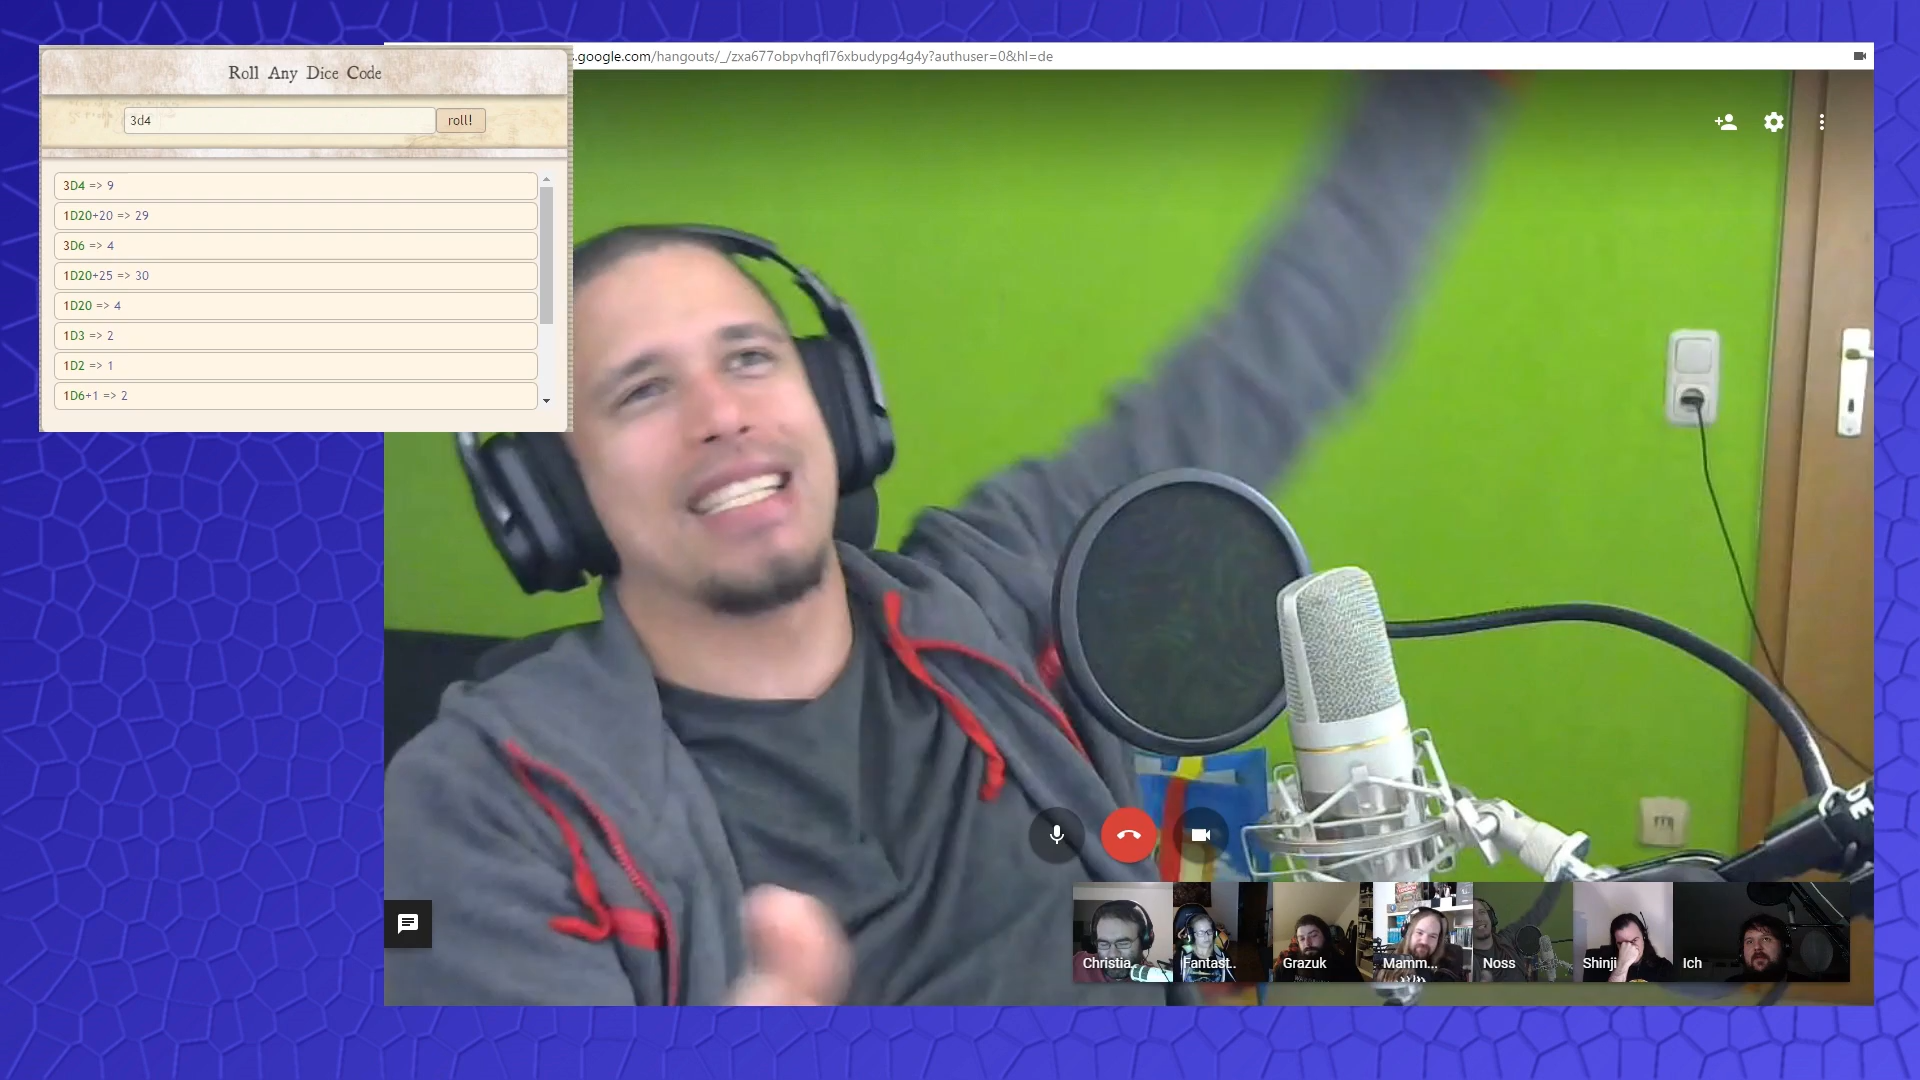 Roll Any Dice Code
3d4
roll!
3D4 => 9
1D20+20 => 29
3D6 => 4
1D20+25 => 30
1D20 => 4
1D3 => 2
1D2 => 1
1D6+1 => 2
s.google.com/hangouts/_/zxa677obpvhqfl76xbudypg4g4y?authuser=0&hl=de
Christia..
Fantast..
Grazuk
Mamm...
Noss
Shinji
Ich